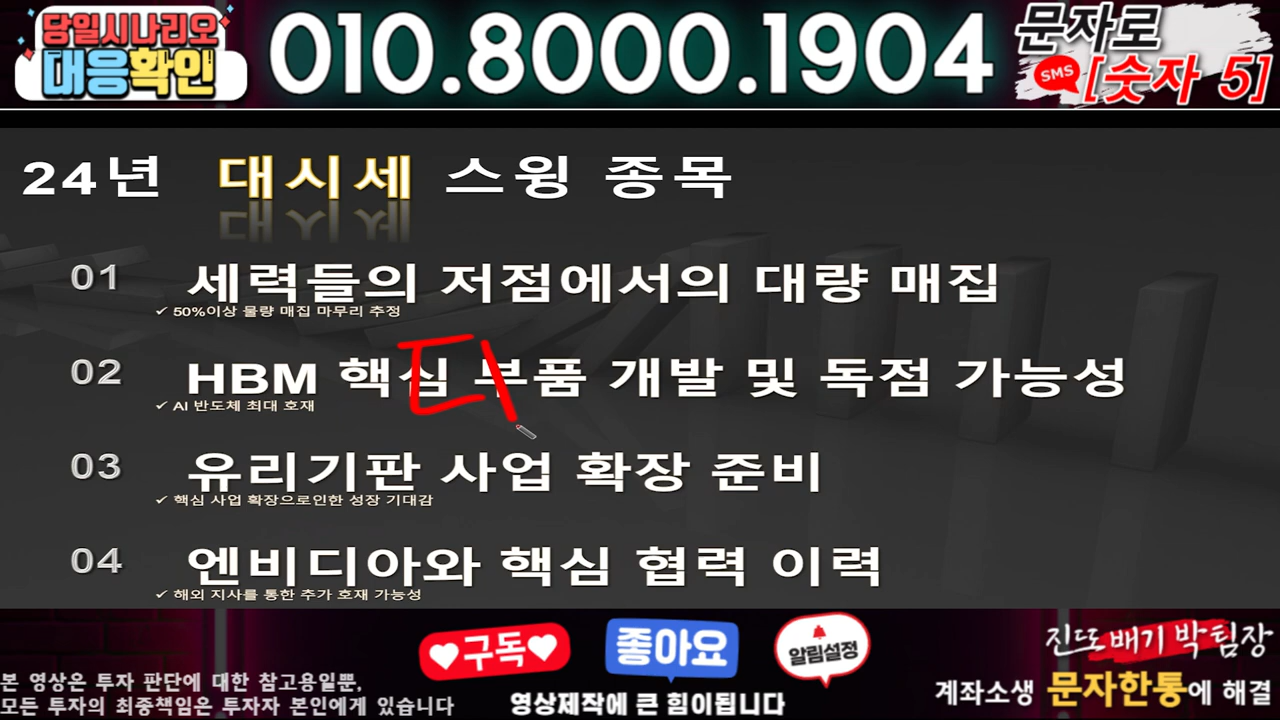 당일시나리오
대응확인
010.8000.1904
문자로
SMS
[숫자 5]
24년 대시세 스윙 종목
01 세력들의 저점에서의 대량 매집
✓ 50%이상 물량 매집 마무리 추정
02 HBM 핵심 부품 개발 및 독점 가능성
✓ AI 반도체 최대 호재
03 유리기판 사업 확장 준비
✓ 핵심 사업 확장으로인한 성장 기대감
04 엔비디아와 핵심 협력 이력
✓ 해외 지사를 통한 추가 호재 가능성
구독
좋아요
알림설정
진또배기 박팀장
본 영상은 투자 판단에 대한 참고용일뿐,
모든 투자의 최종책임은 투자자 본인에게 있습니다
영상제작에 큰 힘이됩니다
계좌소생 문자한통에 해결